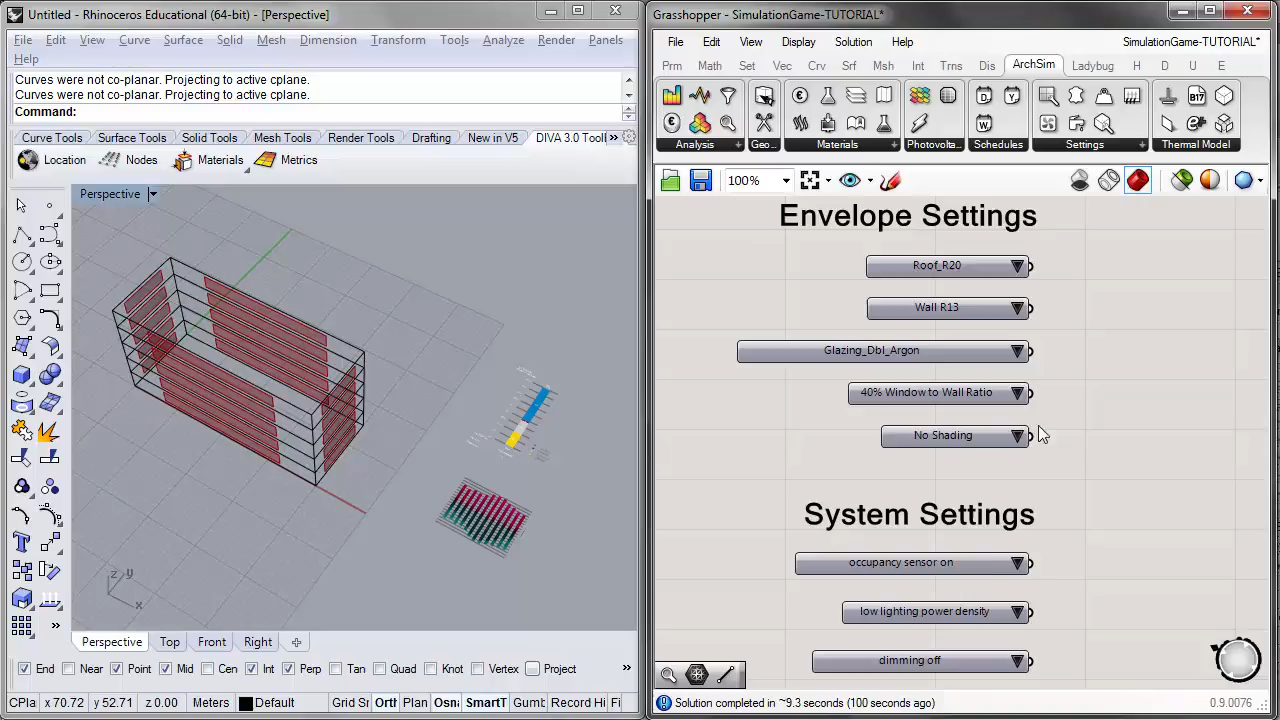 Untitled - Rhinoceros Educational (64-bit) - [Perspective]
File Edit View Curve Surface Solid Mesh Dimension Transform Tools Analyze Render Panels
Help
Curves were not co-planar. Projecting to active cplane.
Curves were not co-planar. Projecting to active cplane.
Command:
Curve Tools Surface Tools Solid Tools Mesh Tools Render Tools Drafting New in V5 DIVA 3.0 Tooll »
Location Nodes Materials Metrics
Perspective
z y
x
Perspective Top Front Right
End Near Point Mid Cen Int Perp Tan Quad Knot Vertex Project »
CPla x 70.72 y 52.71 z 0.00 Meters Default Grid Sr Ortl Plan Osna SmartT Gumb Record Hi Fi
Grasshopper - SimulationGame-TUTORIAL*
File Edit View Display Solution Help SimulationGame-TUTORIAL*
Prm Math Set Vec Crv Srf Msh Int Trns Dis ArchSim Ladybug H D U E
Analysis Geo... Materials Photovolta... Schedules Settings Thermal Model
100%
Envelope Settings
Roof_R20
Wall R13
Glazing_Dbl_Argon
40% Window to Wall Ratio
No Shading
System Settings
occupancy sensor on
low lighting power density
dimming off
Solution completed in ~9.3 seconds (100 seconds ago) 0.9.0076